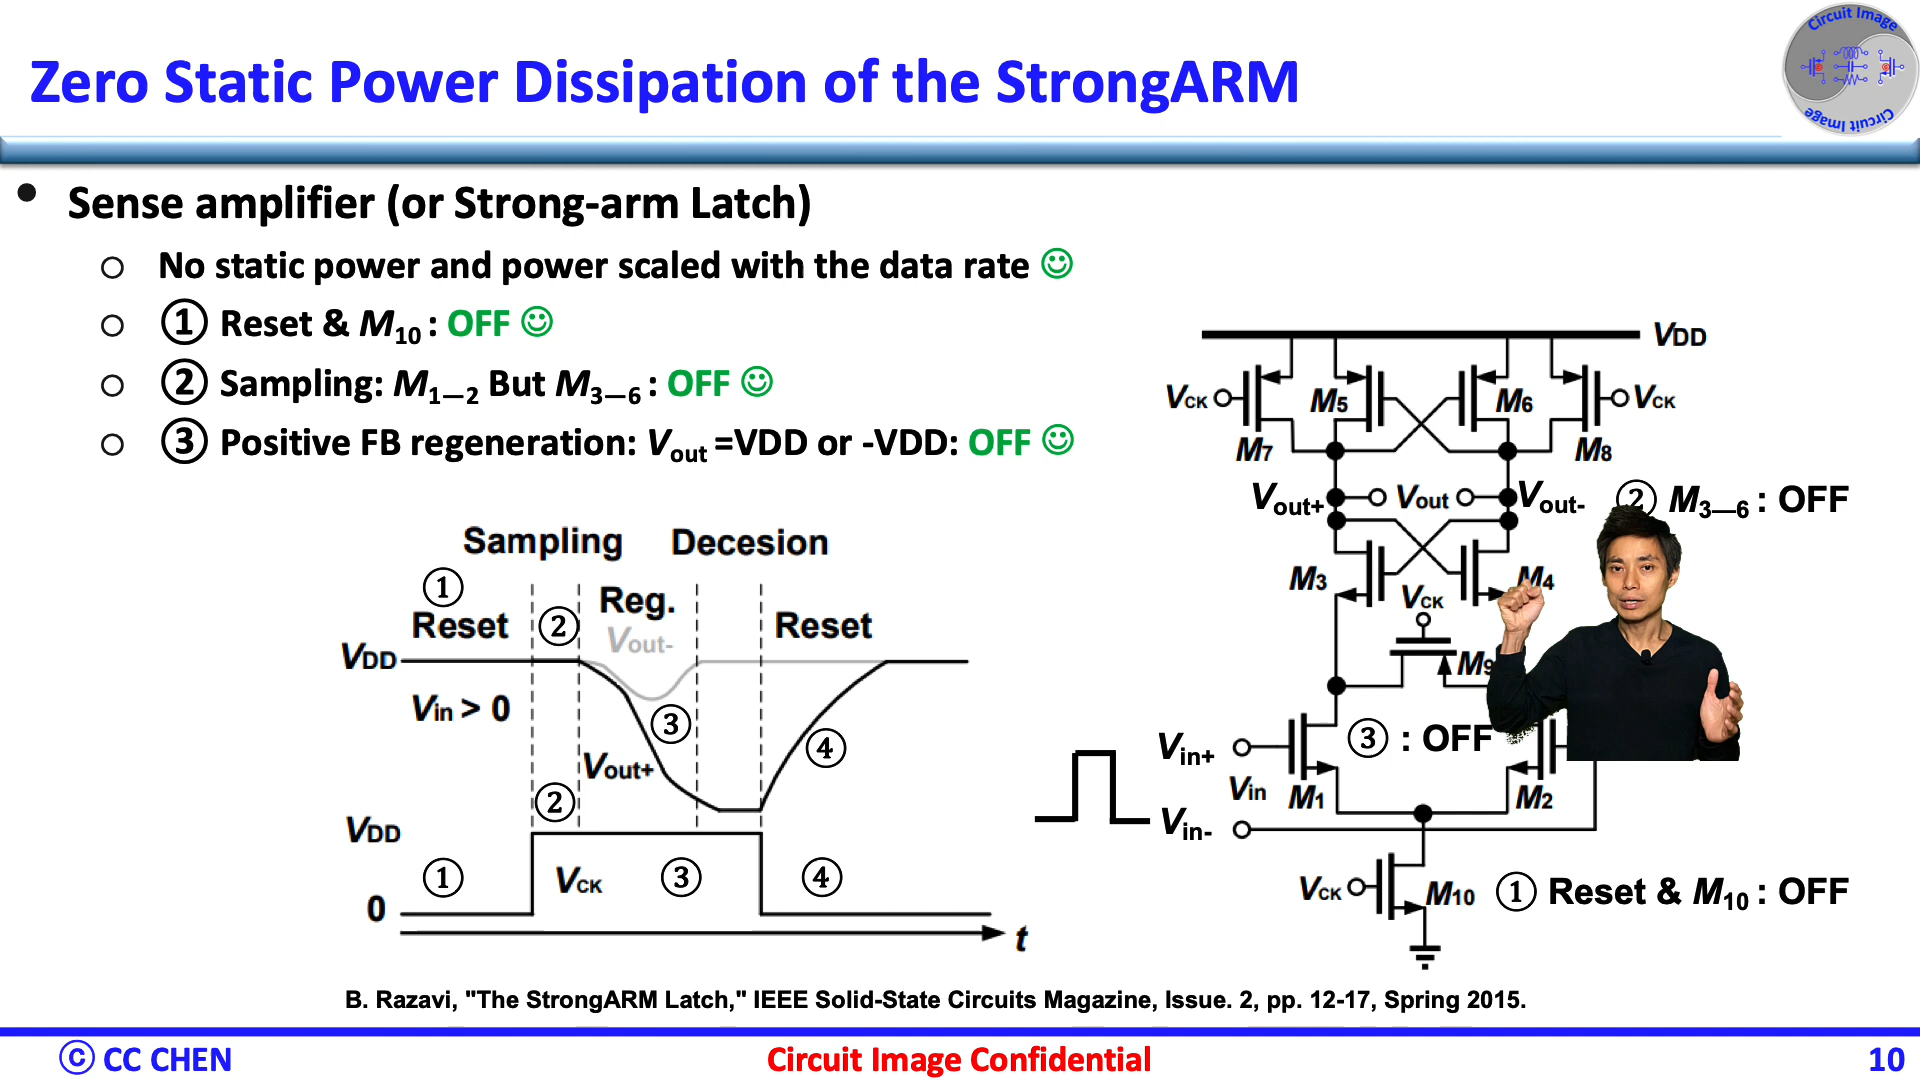 Circuit Image
Circuit Image
Zero Static Power Dissipation of the StrongARM
• Sense amplifier (or Strong-arm Latch)
○ No static power and power scaled with the data rate ☺
○ ① Reset & M10 : OFF ☺
○ ② Sampling: M1—2 But M3—6 : OFF ☺
○ ③ Positive FB regeneration: Vout =VDD or -VDD: OFF ☺
Sampling Decesion
① Reset ② Reg. Reset
Vout-
VDD
Vin > 0
③
④
Vout+
②
VDD
① VCK ③ ④
0
t
VDD
VCK M5 M6 VCK
M7 M8
Vout+ Vout Vout- ② M3—6 : OFF
M3 M4
VCK
M9
Vin+ ③ : OFF
Vin M1 M2
Vin-
VCK M10 ① Reset & M10 : OFF
B. Razavi, "The StrongARM Latch," IEEE Solid-State Circuits Magazine, Issue. 2, pp. 12-17, Spring 2015.
© CC CHEN
Circuit Image Confidential
10